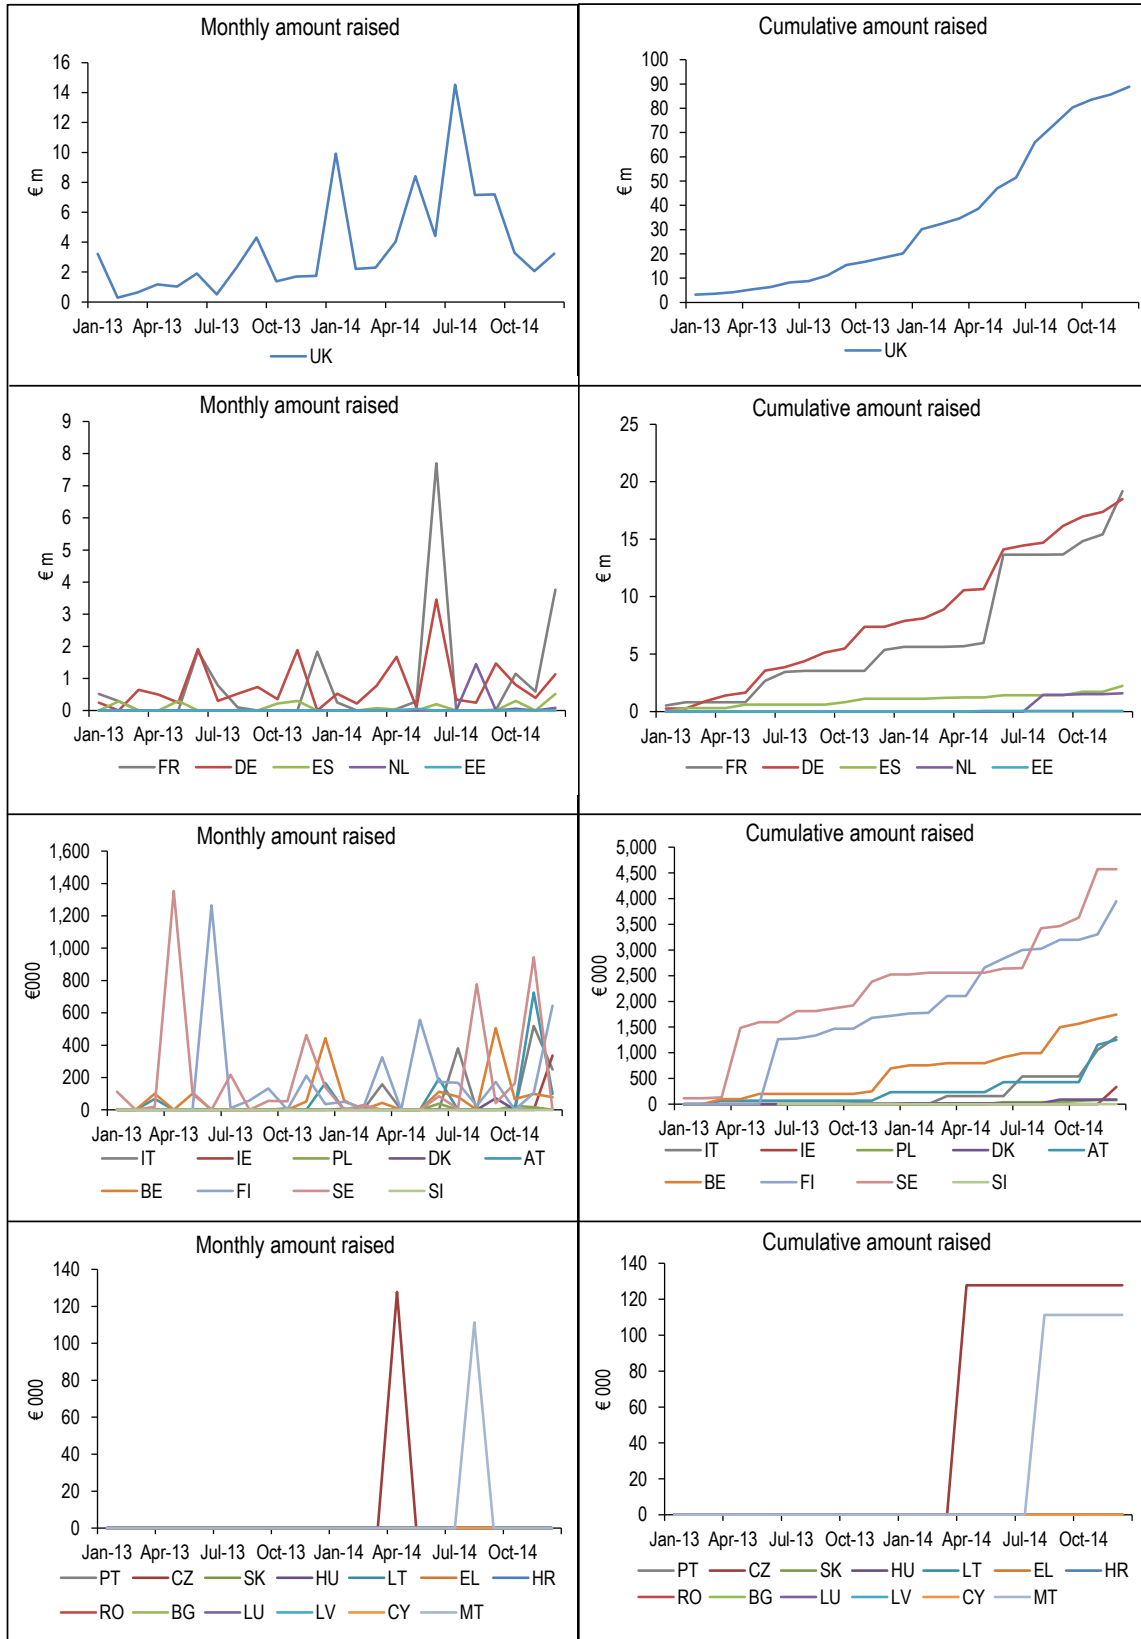 Monthly amount raised
16
14
12
10
8
6
4
2
0
€ m
Jan-13 Apr-13 Jul-13 Oct-13 Jan-14 Apr-14 Jul-14 Oct-14
UK
Cumulative amount raised
100
90
80
70
60
50
40
30
20
10
0
€ m
Jan-13 Apr-13 Jul-13 Oct-13 Jan-14 Apr-14 Jul-14 Oct-14
UK
Monthly amount raised
9
8
7
6
5
4
3
2
1
0
€ m
Jan-13 Apr-13 Jul-13 Oct-13 Jan-14 Apr-14 Jul-14 Oct-14
FR DE ES NL EE
Cumulative amount raised
25
20
15
10
5
0
€ m
Jan-13 Apr-13 Jul-13 Oct-13 Jan-14 Apr-14 Jul-14 Oct-14
FR DE ES NL EE
Monthly amount raised
1,600
1,400
1,200
1,000
800
600
400
200
0
€000
Jan-13 Apr-13 Jul-13 Oct-13 Jan-14 Apr-14 Jul-14 Oct-14
IT IE PL DK AT
BE FI SE SI
Cumulative amount raised
5,000
4,500
4,000
3,500
3,000
2,500
2,000
1,500
1,000
500
0
€ 000
Jan-13 Apr-13 Jul-13 Oct-13 Jan-14 Apr-14 Jul-14 Oct-14
IT IE PL DK AT
BE FI SE SI
Monthly amount raised
140
120
100
80
60
40
20
0
€ 000
Jan-13 Apr-13 Jul-13 Oct-13 Jan-14 Apr-14 Jul-14 Oct-14
PT CZ SK HU LT EL HR
RO BG LU LV CY MT
Cumulative amount raised
140
120
100
80
60
40
20
0
€ 000
Jan-13 Apr-13 Jul-13 Oct-13 Jan-14 Apr-14 Jul-14 Oct-14
PT CZ SK HU LT EL HR
RO BG LU LV CY MT